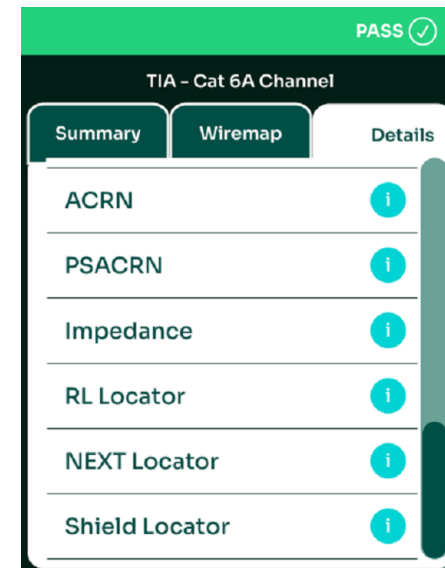 PASS
TIA - Cat 6A Channel
Summary Wiremap Details
ACRN
PSACRN
Impedance
RL Locator
NEXT Locator
Shield Locator